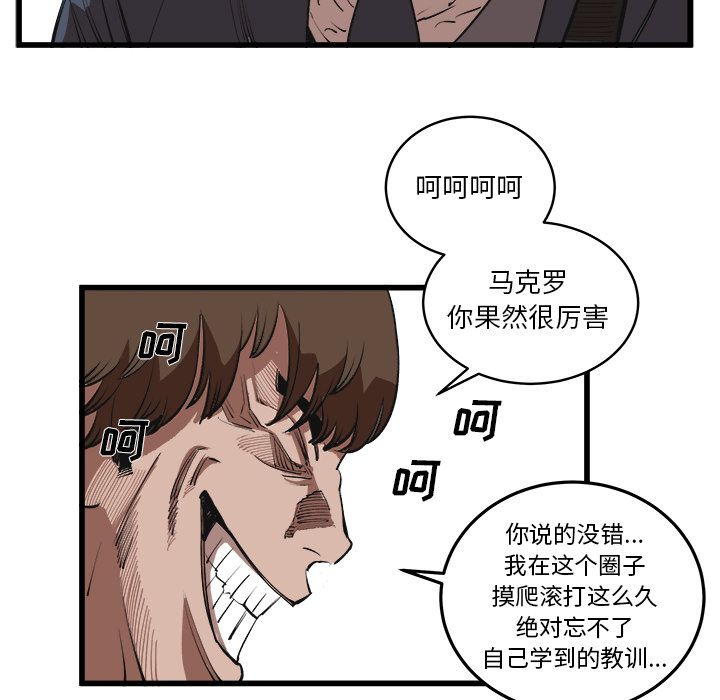 呵呵呵呵
马克罗
你果然很厉害
呵
呵
呵
呵
你说的没错...
我在这个圈子
摸爬滚打这么久
绝对忘不了
自己学到的教训...